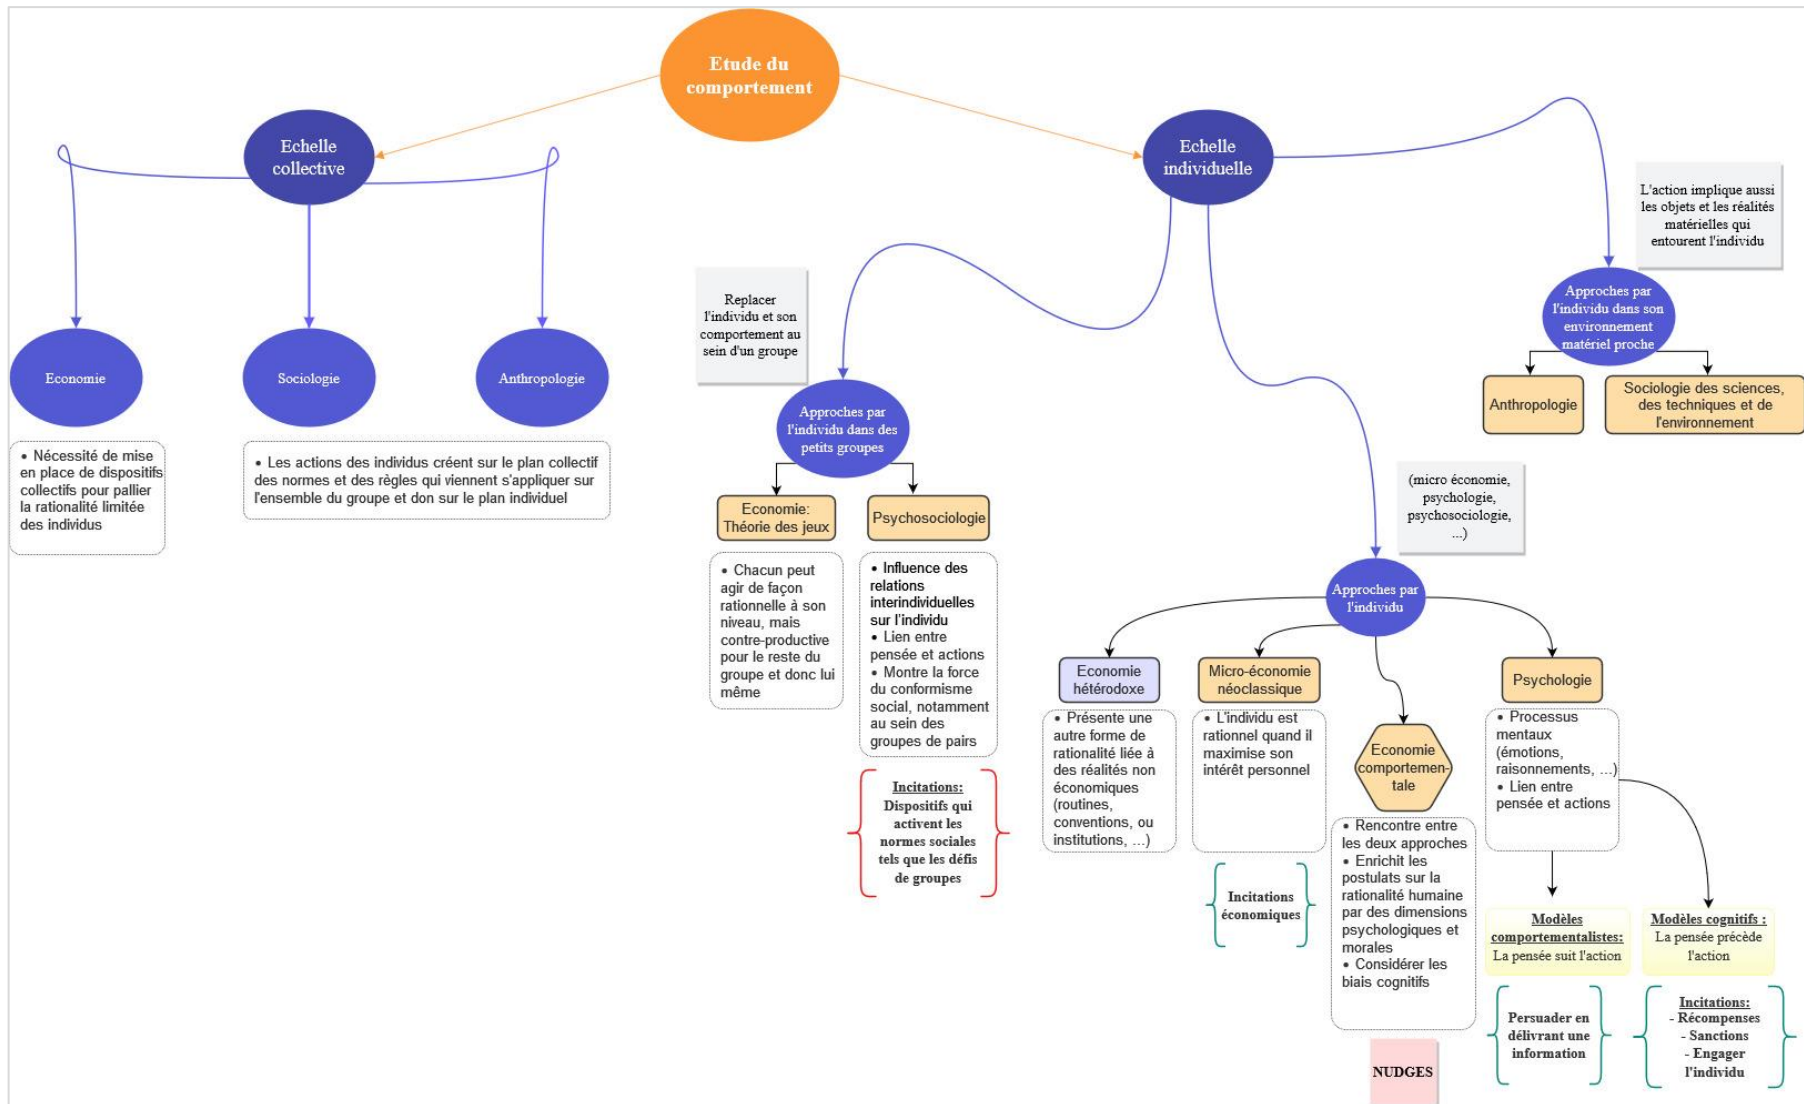 Etude du
comportement
Echelle
collective
Echelle
individuelle
L'action implique aussi
les objets et les réalités
matérielles qui
entourent l'individu
Economie
Sociologie
Anthropologie
• Nécessité de mise
en place de dispositifs
collectifs pour pallier
la rationalité limitée
des individus
• Les actions des individus créent sur le plan collectif
des normes et des règles qui viennent s'appliquer sur
l'ensemble du groupe et don sur le plan individuel
Replacer
l'individu et son
comportement au
sein d'un groupe
Approches par
l'individu dans des
petits groupes
Economie:
Théorie des jeux
Psychosociologie
• Chacun peut
agir de façon
rationnelle à son
niveau, mais
contre-productive
pour le reste du
groupe et donc lui
même
• Influence des
relations
interindividuelles
sur l'individu
• Lien entre
pensée et actions
• Montre la force
du conformisme
social, notamment
au sein des
groupes de pairs
Incitations:
Dispositifs qui
activent les
normes sociales
tels que les défis
de groupes
Approches par
l'individu dans son
environnement
matériel proche
Anthropologie
Sociologie des sciences,
des techniques et de
l'environnement
(micro économie,
psychologie,
psychosociologie,
...)
Approches par
l'individu
Economie
hétérodoxe
Micro-économie
néoclassique
Economie
comportemen-
tale
Psychologie
• Présente une
autre forme de
rationalité liée à
des réalités non
économiques
(routines,
conventions, ou
institutions, ...)
• L'individu est
rationnel quand il
maximise son
intérêt personnel
Incitations
économiques
• Rencontre entre
les deux approches
• Enrichit les
postulats sur la
rationalité humaine
par des dimensions
psychologiques et
morales
• Considérer les
biais cognitifs
NUDGES
• Processus
mentaux
(émotions,
raisonnements, ...)
• Lien entre
pensée et actions
Modèles
comportementalistes:
La pensée suit l'action
Modèles cognitifs :
La pensée précède
l'action
Persuader en
délivrant une
information
Incitations:
- Récompenses
- Sanctions
- Engager
l'individu